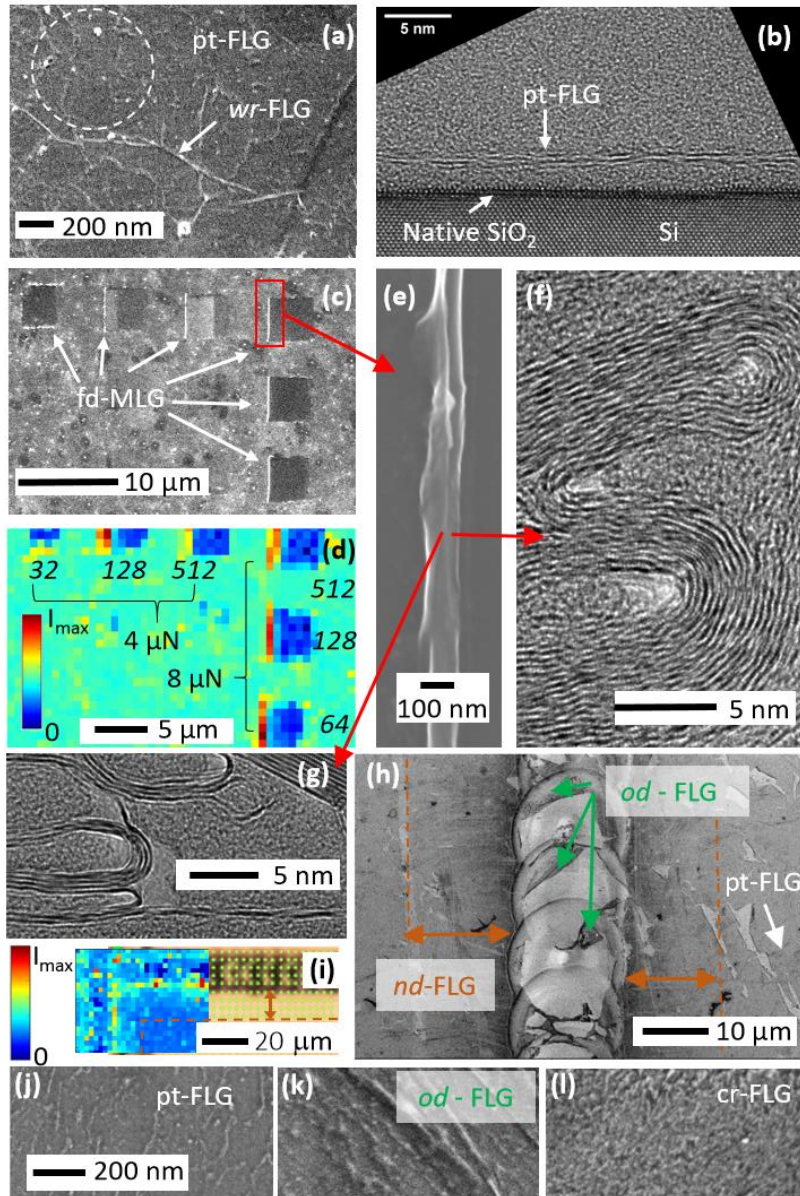 (a)
pt-FLG
wr-FLG
200 nm
5 nm
(b)
pt-FLG
Native SiO₂
Si
(c)
fd-MLG
10 µm
(d)
32 128 512
4 µN
512
128
8 µN
64
Imax
0
5 µm
(e)
100 nm
(f)
5 nm
(g)
5 nm
(h)
od - FLG
pt-FLG
nd-FLG
10 µm
Imax
0
(i)
20 µm
(j)
pt-FLG
200 nm
(k)
od - FLG
(l)
cr-FLG